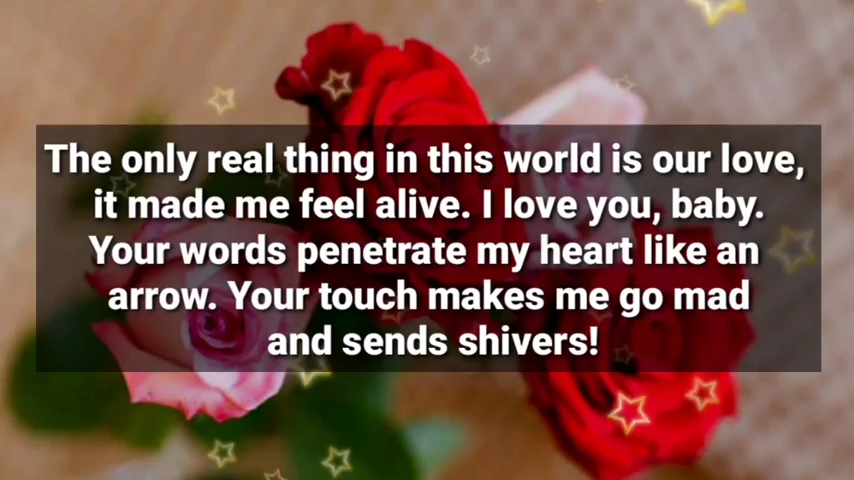 The only real thing in this world is our love,
it made me feel alive. I love you, baby.
Your words penetrate my heart like an
arrow. Your touch makes me go mad
and sends shivers!